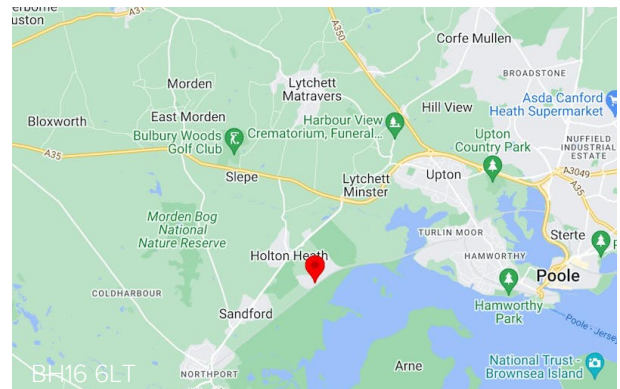 erborne
uston
A31
A350
Corfe Mullen
BROADSTONE
Morden
Lytchett
Matravers
Asda Canford
Heath Supermarket
Bloxworth
East Morden
Harbour View
Crematorium, Funeral...
Hill View
NUFFIELD
INDUSTRIAL
ESTATE
Bulbury Woods
Golf Club
A35
Upton
Country Park
Slepe
Lytchett
Minster
Upton
A3049
A35
Morden Bog
National
Nature Reserve
TURLIN MOOR
Sterte
Holton Heath
HAMWORTHY
Poole
COLDHARBOUR
Sandford
Hamworthy
Park
Poole - Jersey
NORTHPORT
Arne
National Trust -
Brownsea Island
BH16 6LT